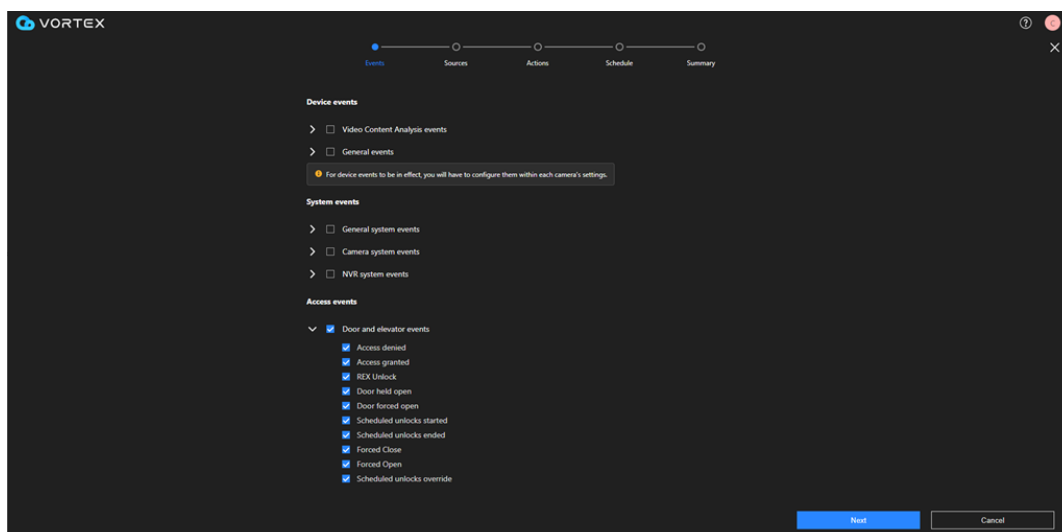 VORTEX
C
Events Sources Actions Schedule Summary
Device events
Video Content Analysis events
General events
For device events to be in effect, you will have to configure them within each camera's settings.
System events
General system events
Camera system events
NVR system events
Access events
Door and elevator events
Access denied
Access granted
REX Unlock
Door held open
Door forced open
Scheduled unlocks started
Scheduled unlocks ended
Forced Close
Forced Open
Scheduled unlocks override
Next Cancel